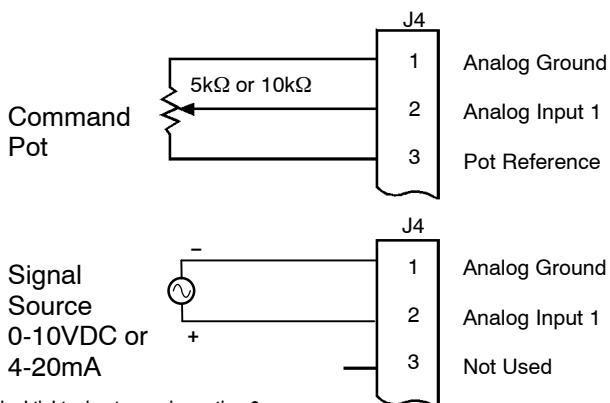 J4
1 Analog Ground
5kΩ or 10kΩ
2 Analog Input 1
Command
Pot
3 Pot Reference
J4
–
1 Analog Ground
Signal
Source
0-10VDC or
4-20mA
2 Analog Input 1
+
3 Not Used